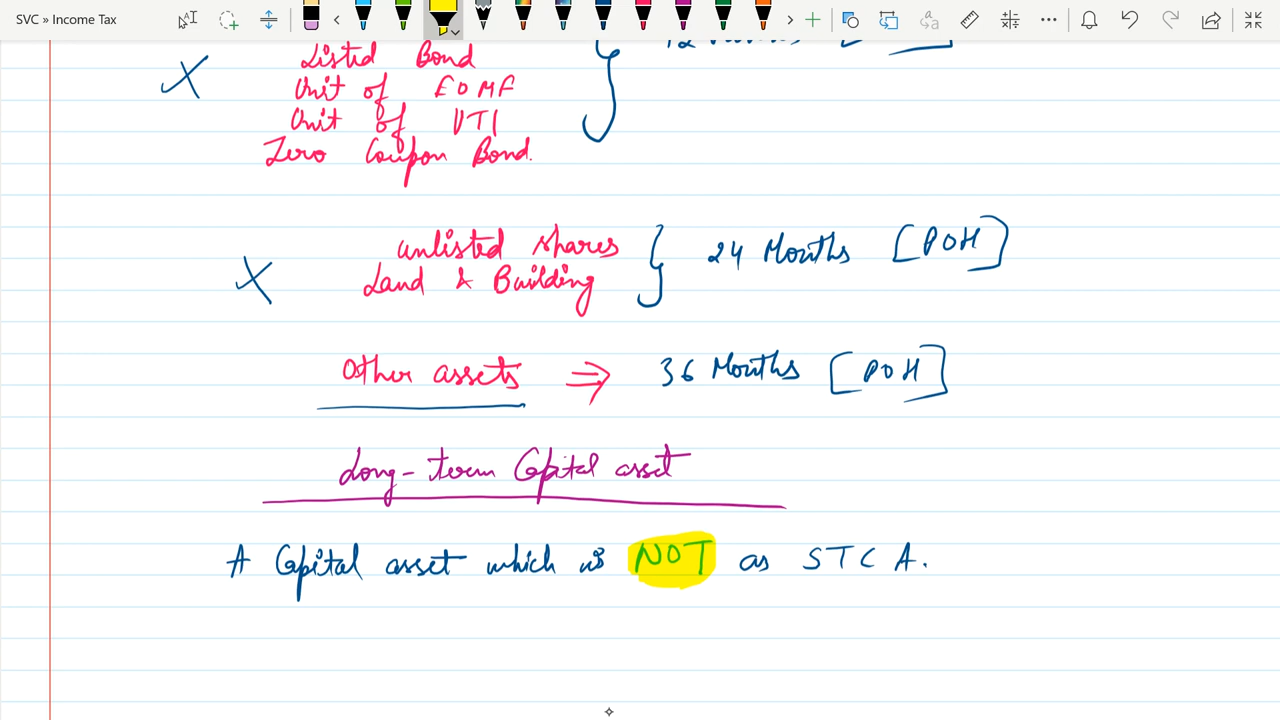 SVC » Income Tax
Listed Bond
Unit of EOMF
Unit of UTI
Zero Coupon Bond.
unlisted shares
Land & Building
24 Months [POH]
Other assets ⇒ 36 Months [POH]
Long-term Capital asset
A Capital asset which is NOT as STCA.